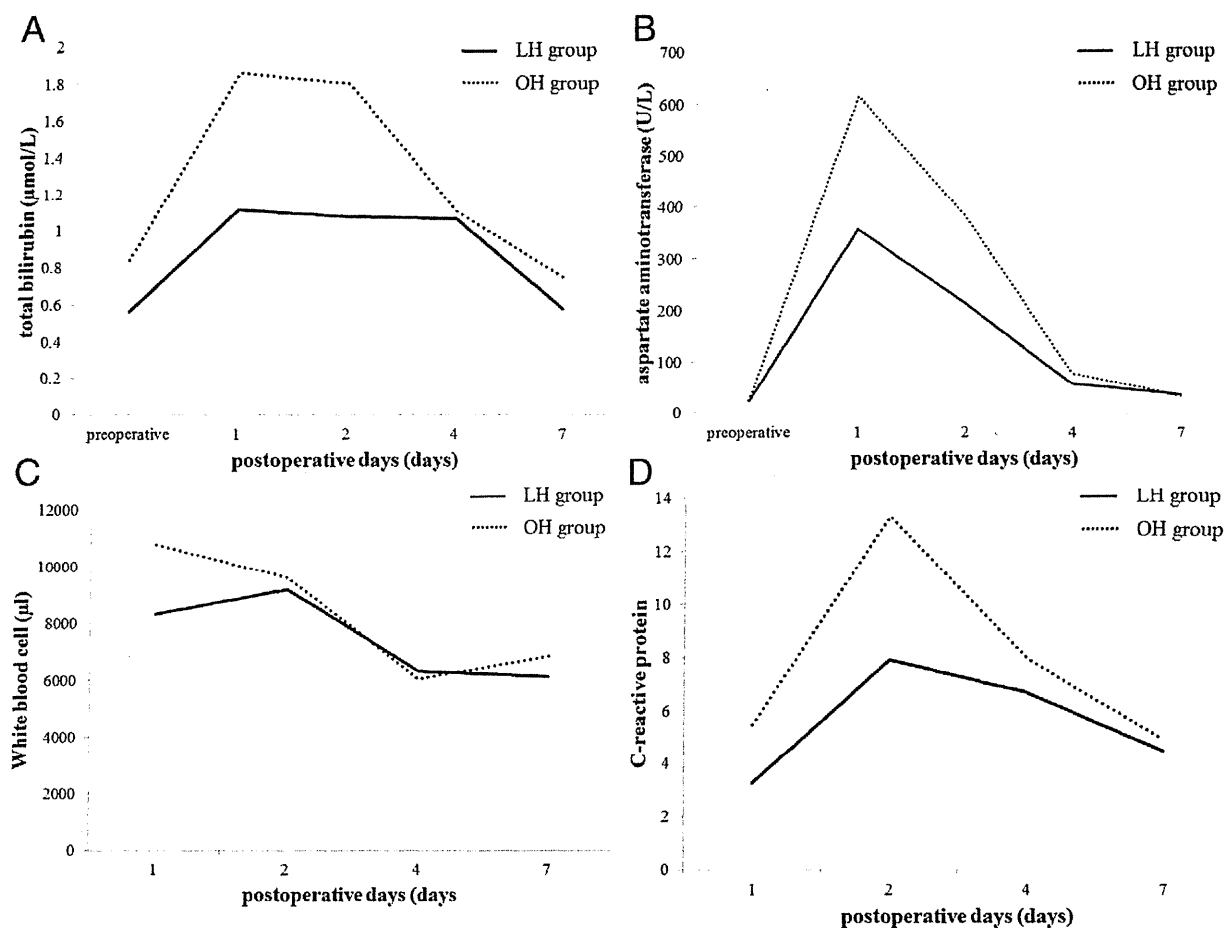 A
total bilirubin (µmol/L)
2
1.8
1.6
1.4
1.2
1
0.8
0.6
0.4
0.2
0
LH group
OH group
preoperative 1 2 4 7
postoperative days (days)
B
aspartate aminotransferase (U/L)
700
600
500
400
300
200
100
0
LH group
OH group
preoperative 1 2 4 7
postoperative days (days)
C
White blood cell (µl)
12000
10000
8000
6000
4000
2000
0
LH group
OH group
1 2 4 7
postoperative days (days
D
C-reactive protein
14
12
10
8
6
4
2
0
LH group
OH group
1 2 4 7
postoperative days (days)